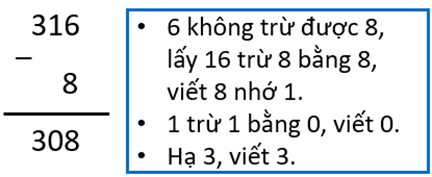 316
–
8
308
• 6 không trừ được 8,
lấy 16 trừ 8 bằng 8,
viết 8 nhớ 1.
• 1 trừ 1 bằng 0, viết 0.
• Hạ 3, viết 3.